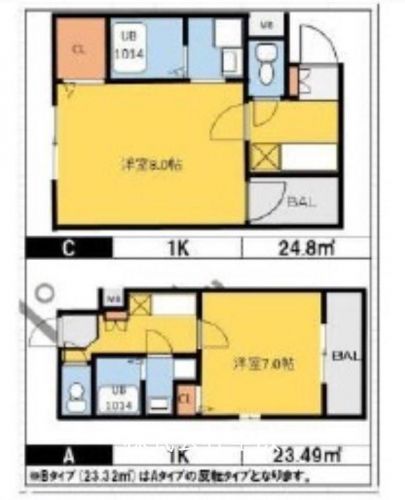 MB
CL
UB
1014
洋室8.0帖
BAL
C 1K 24.8㎡
MB
洋室7.0帖
BAL
UB
1014
CL
A 1K 23.49㎡
※Bタイプ(23.32㎡)はAタイプの反転タイプとなります。